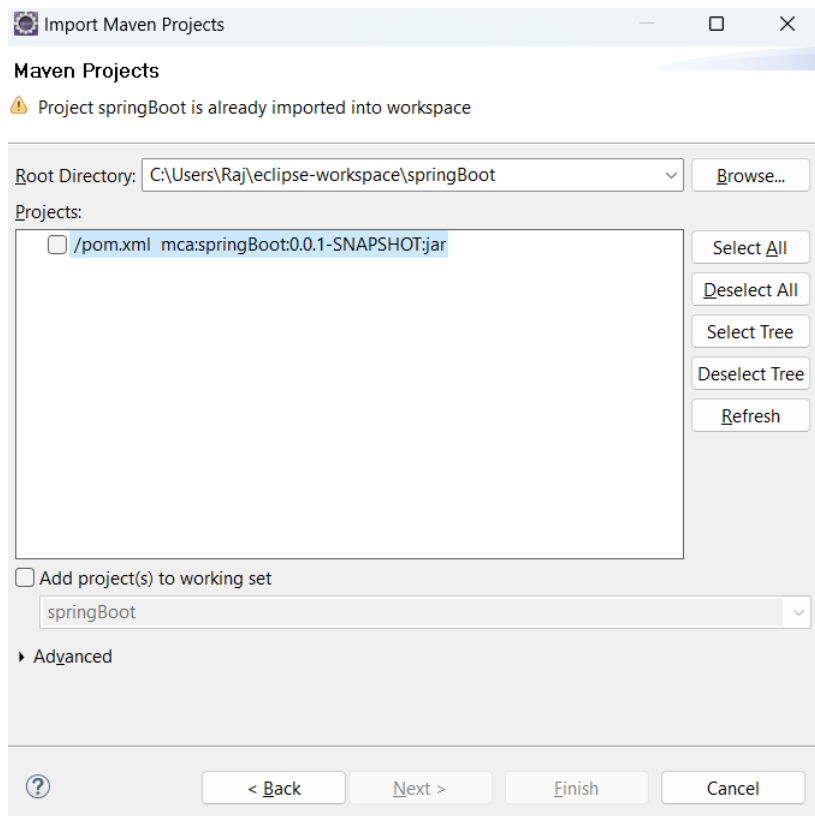 Import Maven Projects
Maven Projects
Project springBoot is already imported into workspace
Root Directory: C:\Users\Raj\eclipse-workspace\springBoot Browse...
Projects:
/pom.xml mca:springBoot:0.0.1-SNAPSHOT:jar
Select All
Deselect All
Select Tree
Deselect Tree
Refresh
Add project(s) to working set
springBoot
Advanced
? < Back Next > Finish Cancel